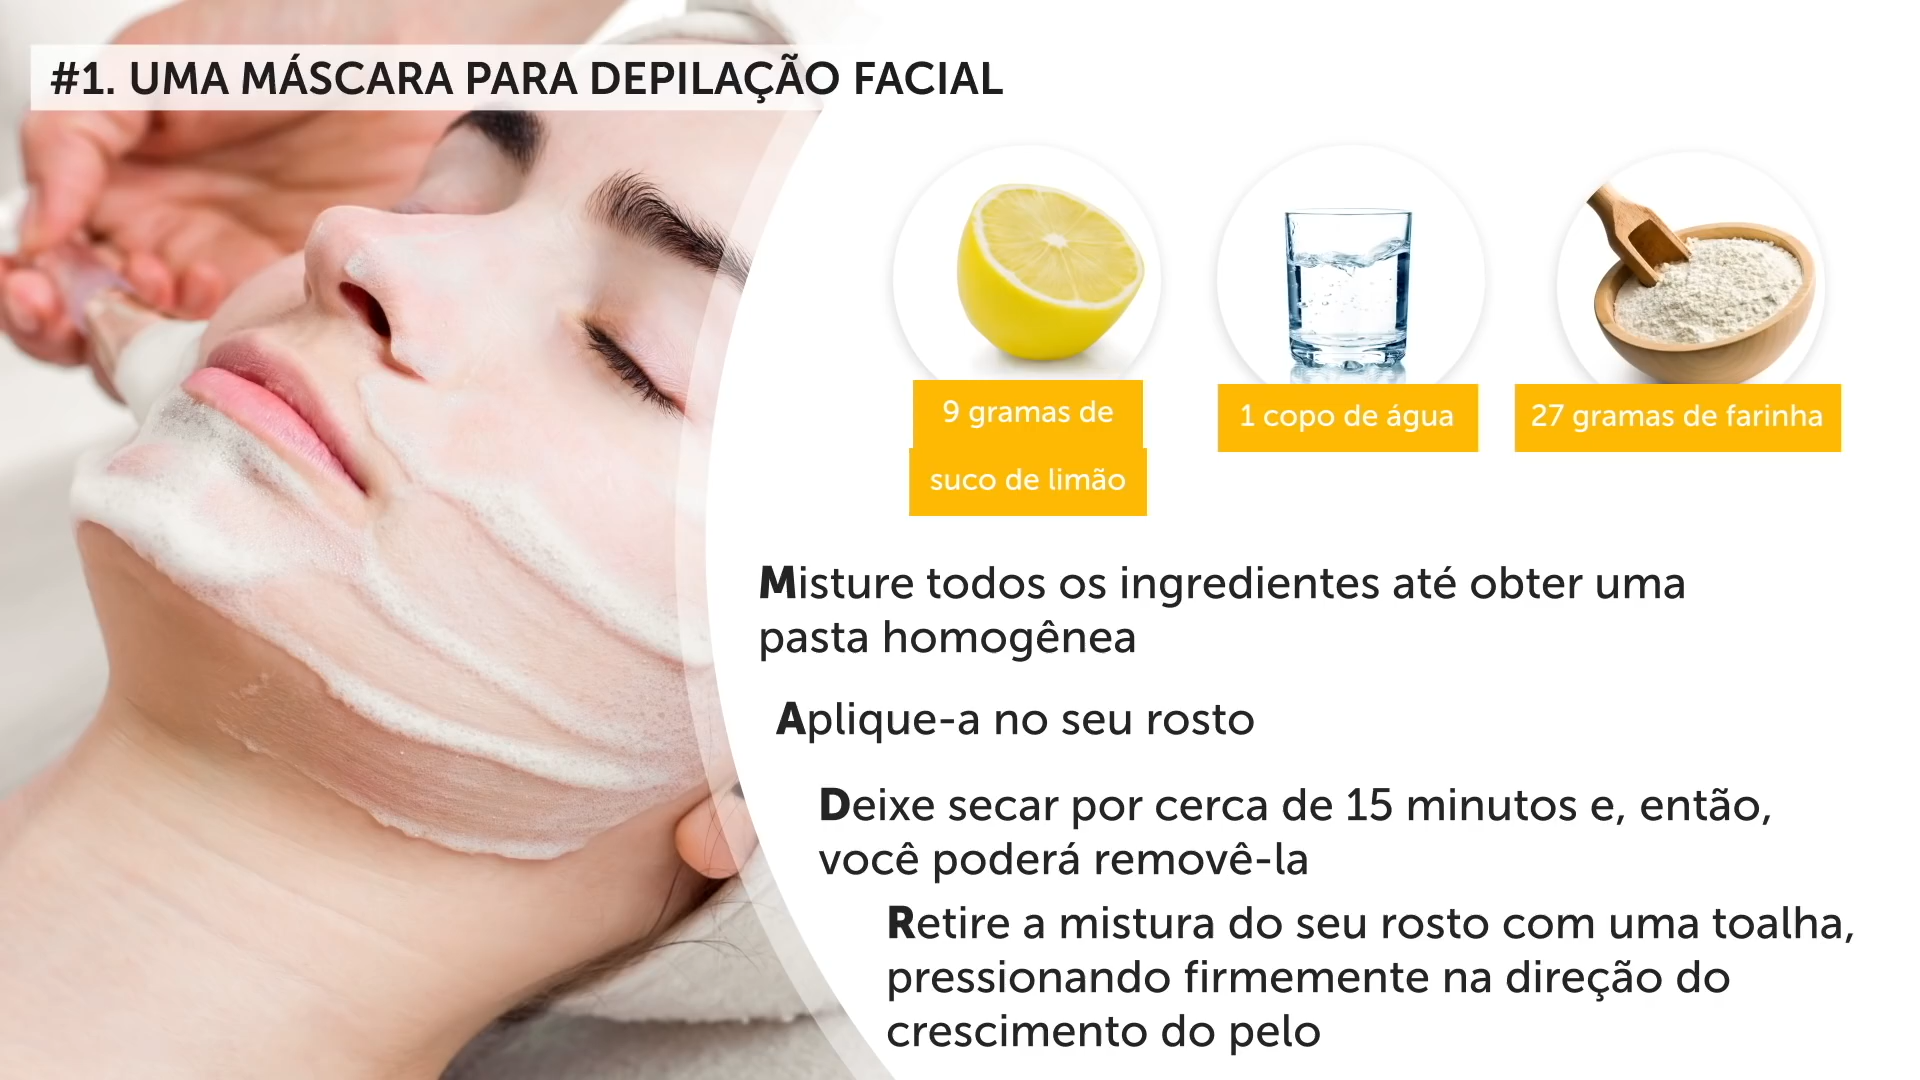 #1. UMA MÁSCARA PARA DEPILAÇÃO FACIAL
9 gramas de
suco de limão
1 copo de água
27 gramas de farinha
Misture todos os ingredientes até obter uma
pasta homogênea
Aplique-a no seu rosto
Deixe secar por cerca de 15 minutos e, então,
você poderá removê-la
Retire a mistura do seu rosto com uma toalha,
pressionando firmemente na direção do
crescimento do pelo